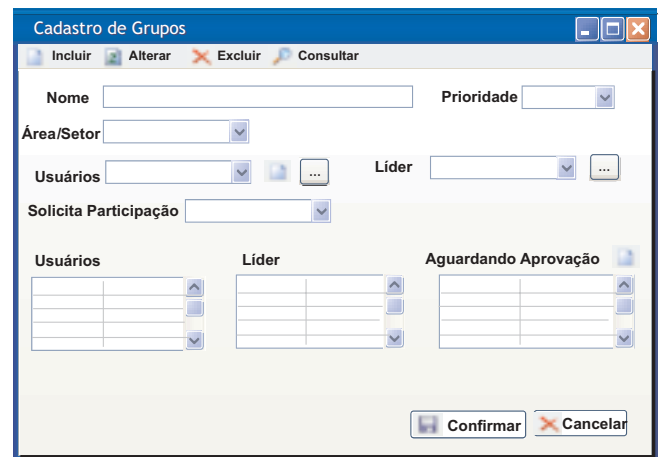 Cadastro de Grupos
Incluir Alterar Excluir Consultar
Nome Prioridade
Área/Setor
Usuários ... Líder ...
Solicita Participação
Usuários Líder Aguardando Aprovação
Confirmar Cancelar